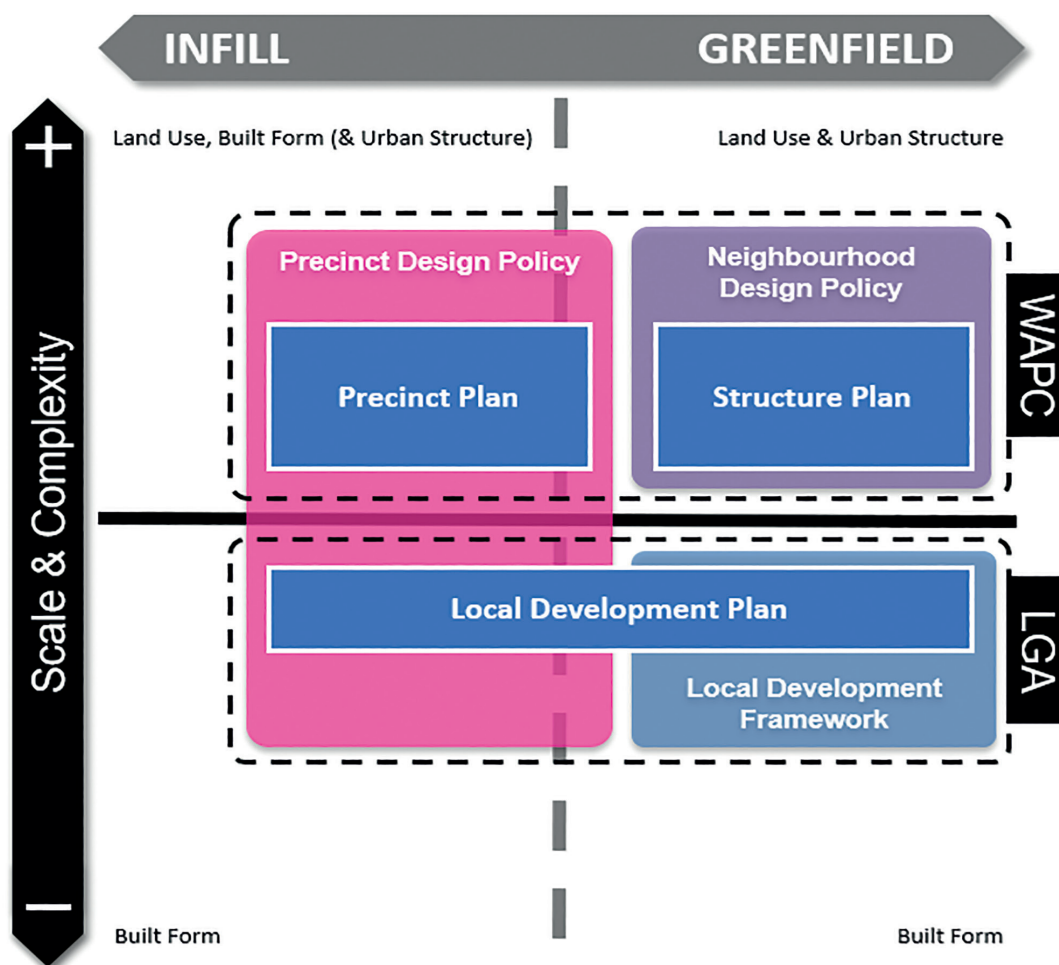 INFILL GREENFIELD
+
Land Use, Built Form (& Urban Structure)
Land Use & Urban Structure
Precinct Design Policy
Neighbourhood
Design Policy
Precinct Plan
Structure Plan
WAPC
Scale & Complexity
Local Development Plan
Local Development
Framework
LGA
–
Built Form
Built Form